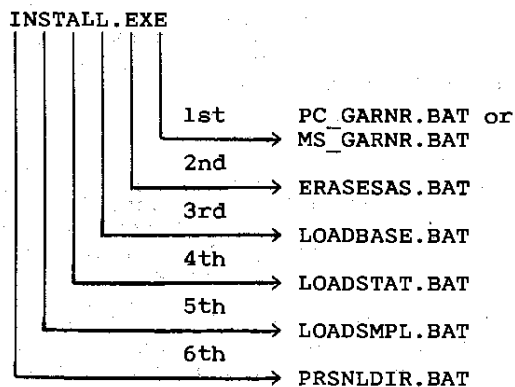 INSTALL.EXE
1st PC_GARNR.BAT or
MS_GARNR.BAT
2nd
ERASESAS.BAT
3rd
LOADBASE.BAT
4th
LOADSTAT.BAT
5th
LOADSMPL.BAT
6th
PRSNLDIR.BAT